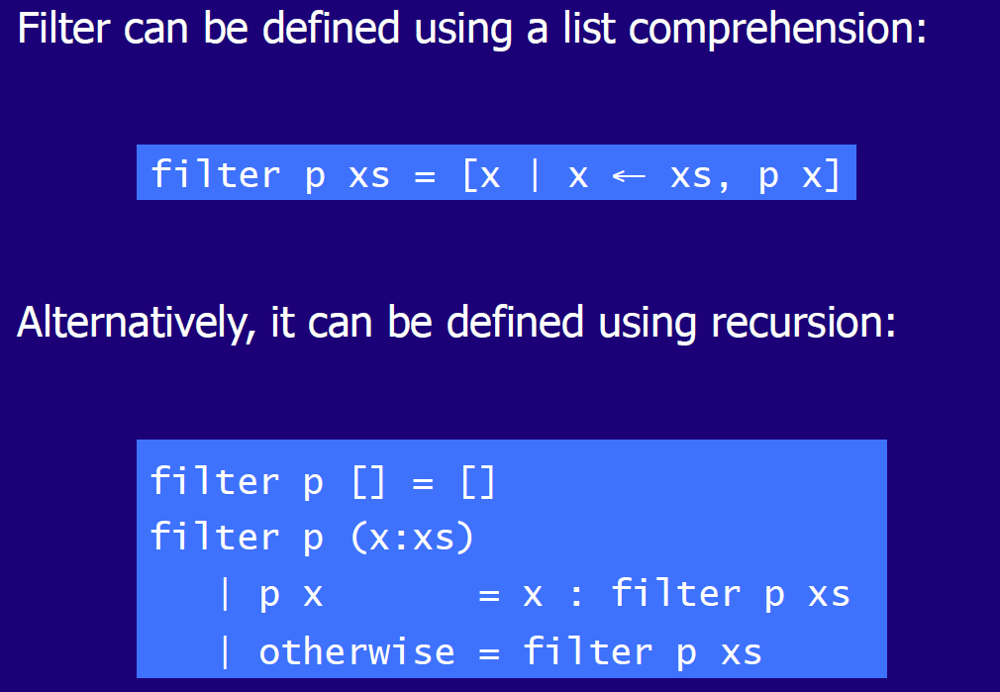 Filter can be defined using a list comprehension:
filter p xs = [x | x ← xs, p x]
Alternatively, it can be defined using recursion:
filter p [] = []
filter p (x:xs)
   | p x       = x : filter p xs
   | otherwise = filter p xs